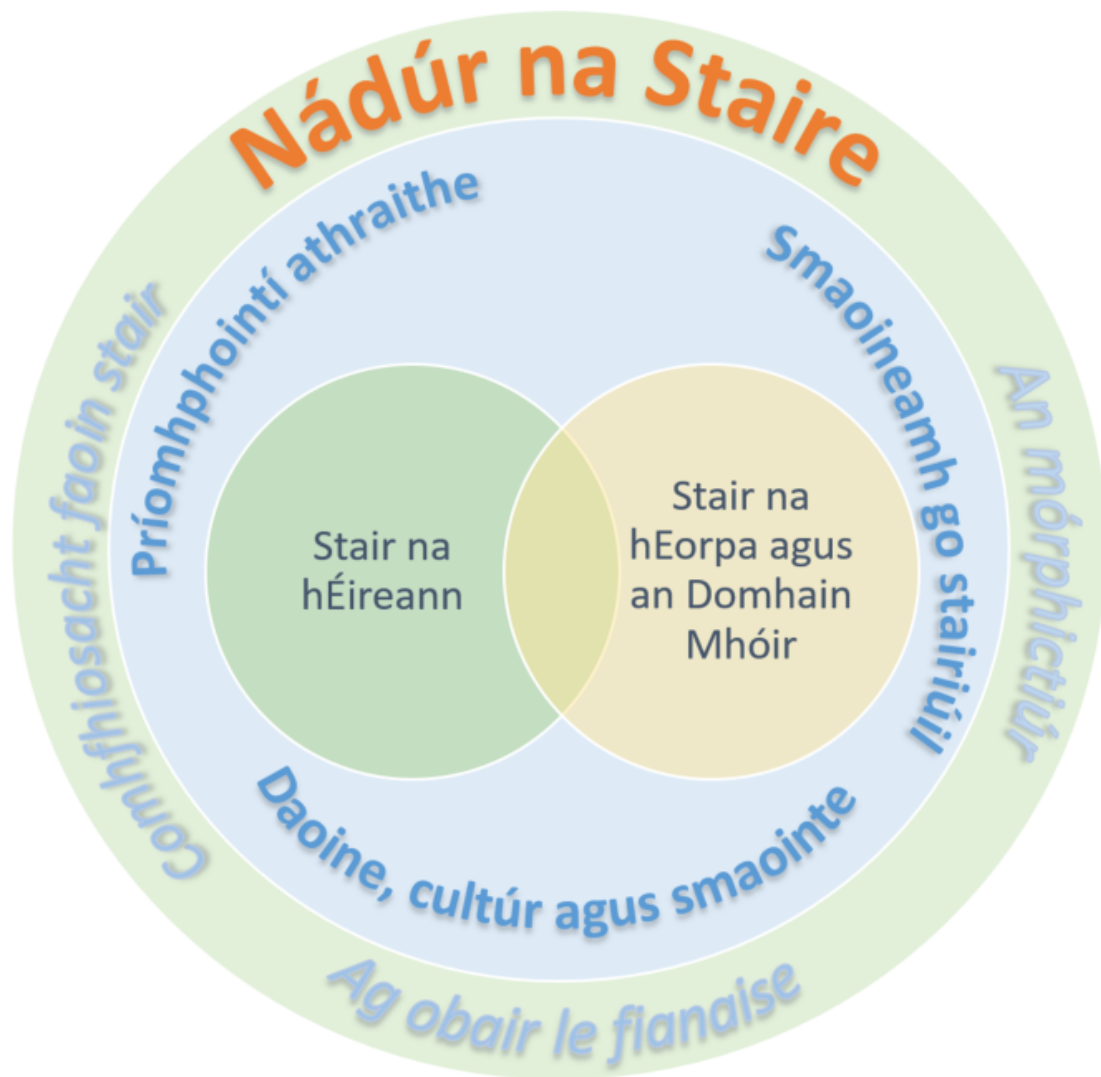 Nádúr na Staire
Príomhphointí athraithe
Smaoineamh go stairiúil
Comhfhiosacht faoin stair
An mórphictiúr
Stair na
hÉireann
Stair na
hEorpa agus
an Domhain
Mhóir
Daoine, cultúr agus smaointe
Ag obair le fianaise